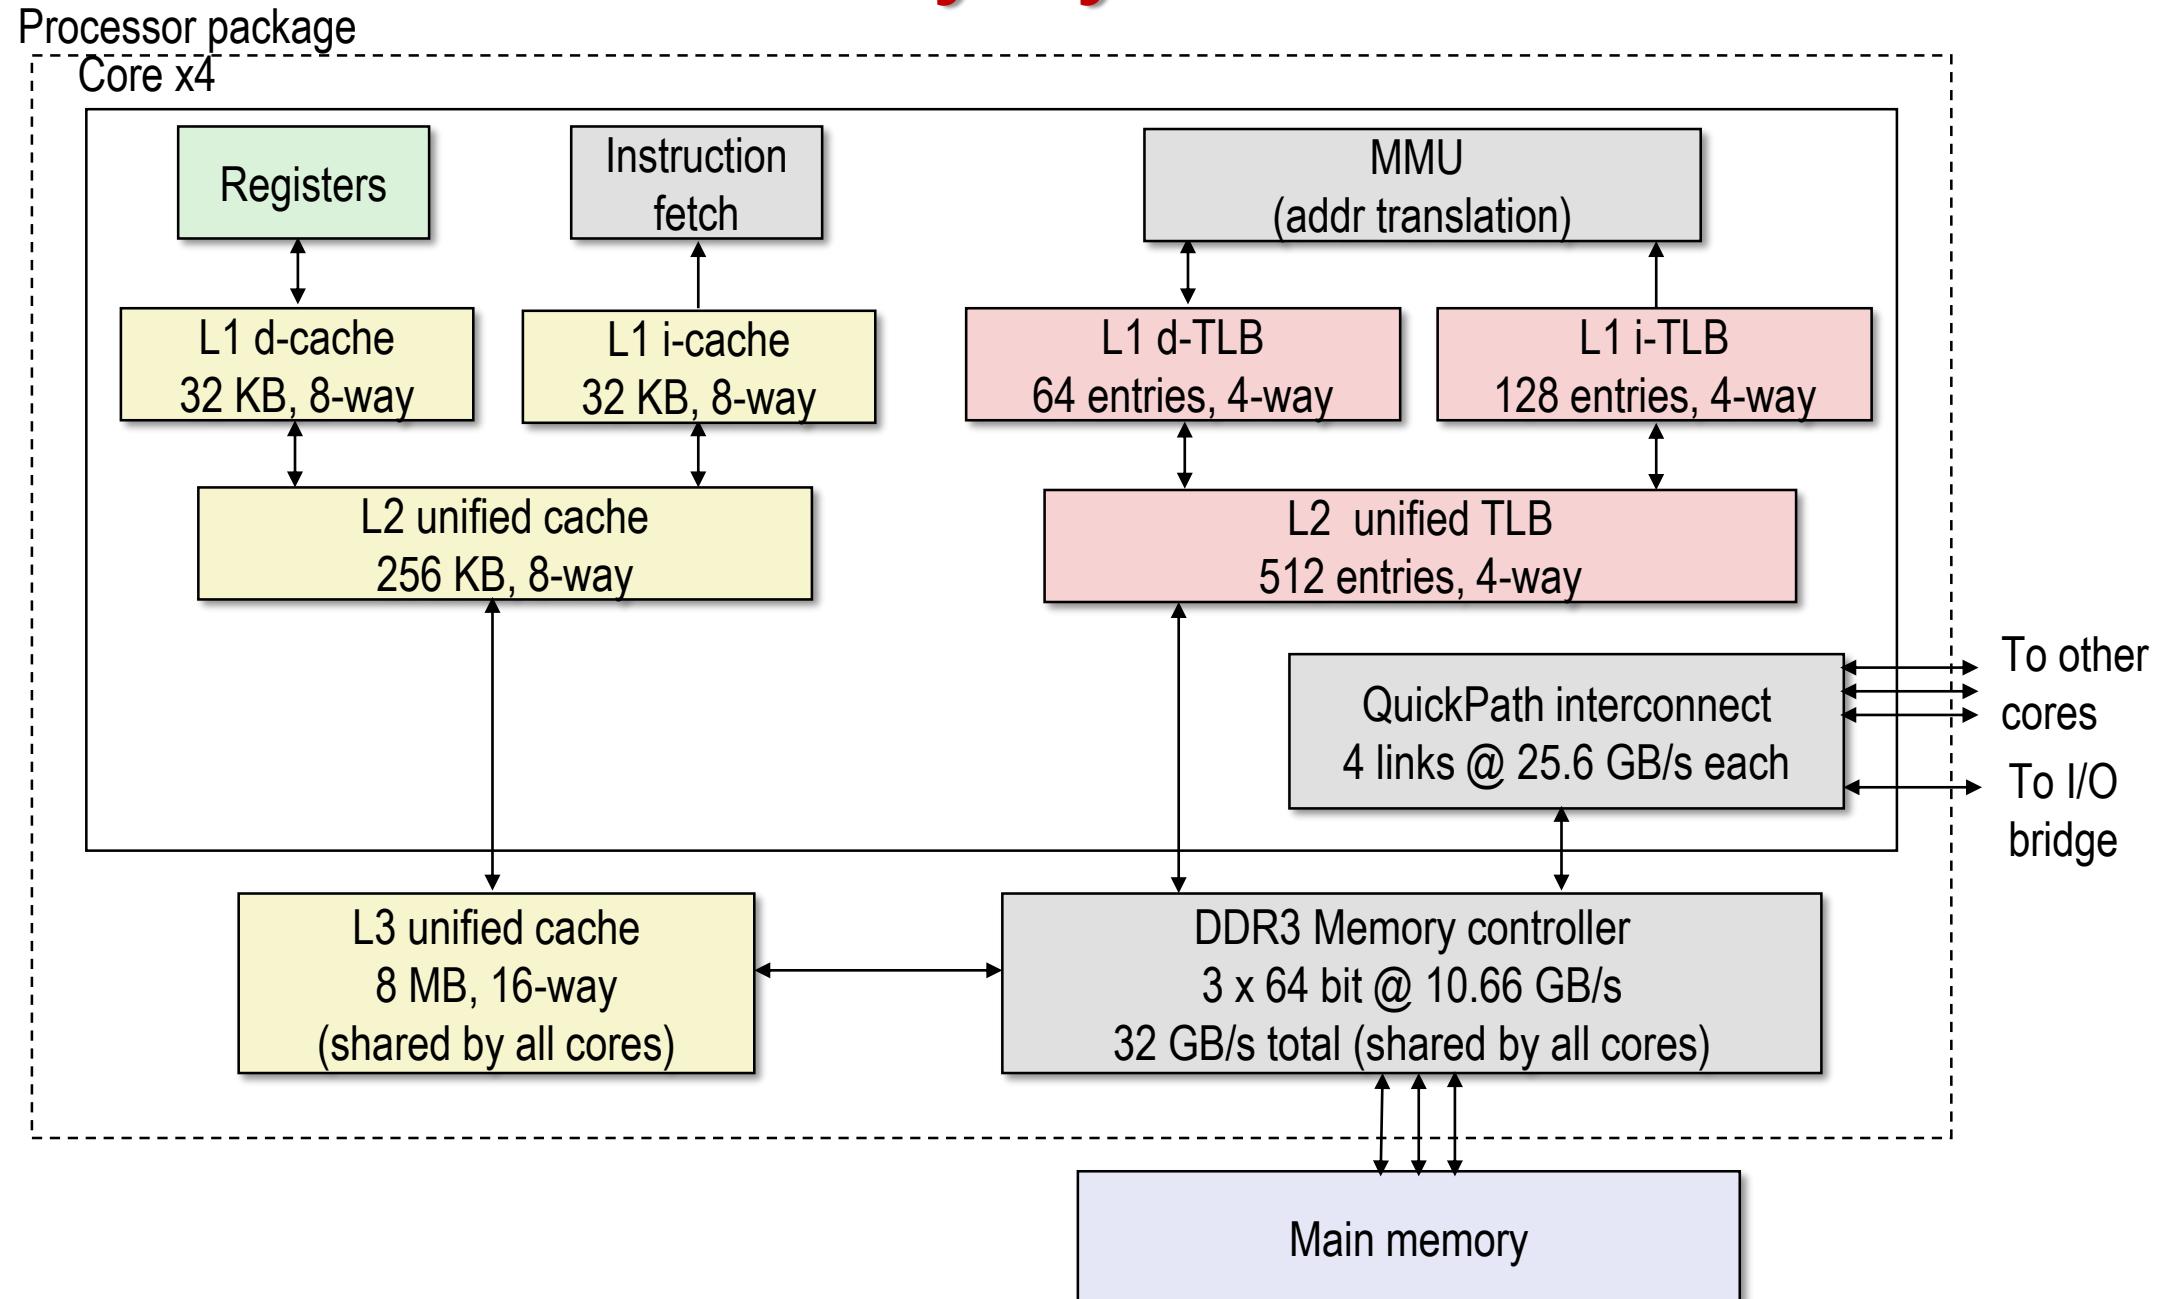 Processor package
Core x4
Registers
Instruction
fetch
MMU
(addr translation)
L1 d-cache
32 KB, 8-way
L1 i-cache
32 KB, 8-way
L1 d-TLB
64 entries, 4-way
L1 i-TLB
128 entries, 4-way
L2 unified cache
256 KB, 8-way
L2 unified TLB
512 entries, 4-way
QuickPath interconnect
4 links @ 25.6 GB/s each
To other
cores
To I/O
bridge
L3 unified cache
8 MB, 16-way
(shared by all cores)
DDR3 Memory controller
3 x 64 bit @ 10.66 GB/s
32 GB/s total (shared by all cores)
Main memory